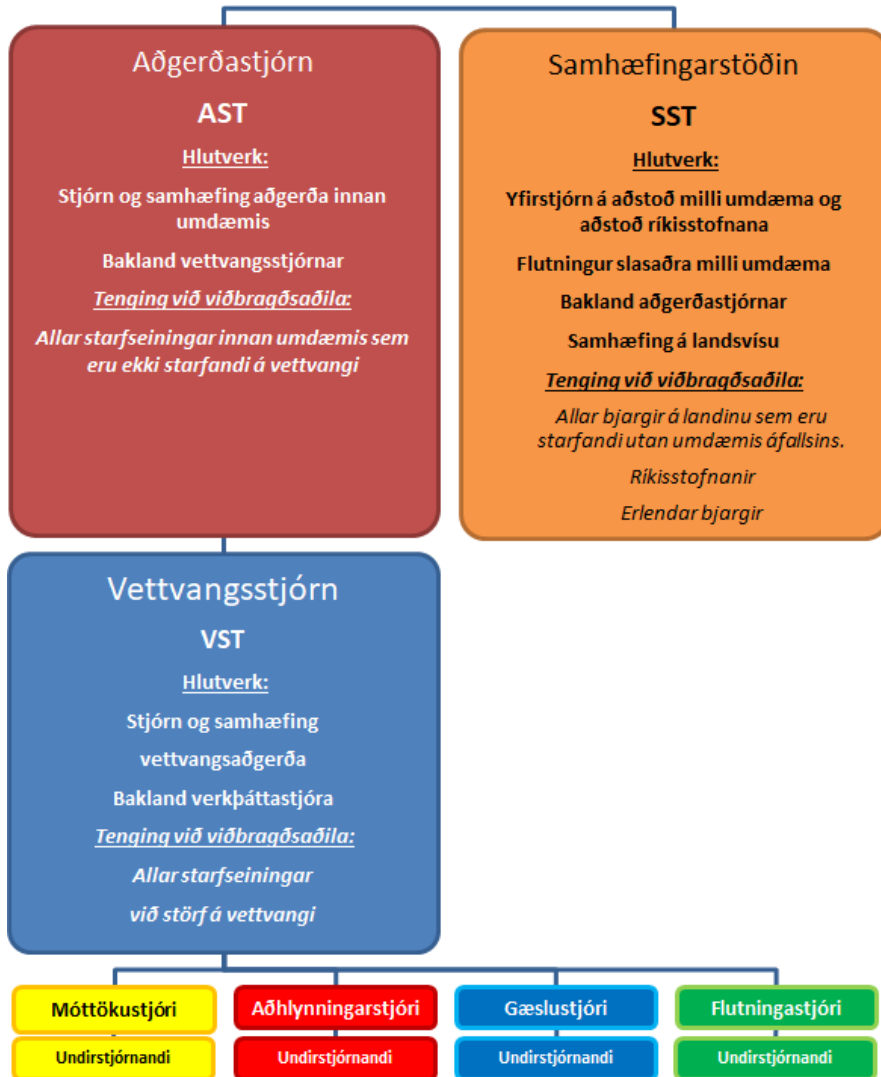 Aðgerðastjórn
AST
Hlutverk:
Stjórn og samhæfing aðgerða innan
umdæmis
Bakland vettvangsstjórnar
Tenging við viðbragðsaðila:
Allar starfseiningar innan umdæmis sem
eru ekki starfandi á vettvangi
Samhæfingarstöðin
SST
Hlutverk:
Yfirstjórn á aðstoð milli umdæma og
aðstoð ríkisstofnana
Flutningur slasaðra milli umdæma
Bakland aðgerðastjórnar
Samhæfing á landsvísu
Tenging við viðbragðsaðila:
Allar bjargir á landinu sem eru
starfandi utan umdæmis áfallsins.
Ríkisstofnanir
Erlendar bjargir
Vettvangsstjórn
VST
Hlutverk:
Stjórn og samhæfing
vettvangsaðgerða
Bakland verkþáttastjóra
Tenging við viðbragðsaðila:
Allar starfseiningar
við störf á vettvangi
Móttökustjóri
Aðhlynningarstjóri
Gæslustjóri
Flutningastjóri
Undirstjórnandi
Undirstjórnandi
Undirstjórnandi
Undirstjórnandi